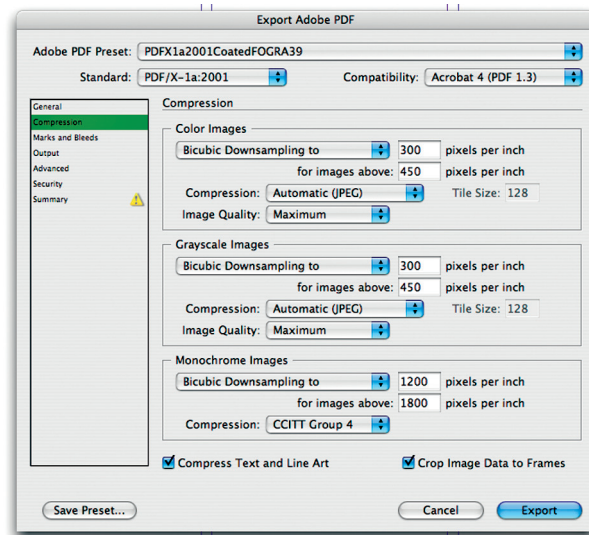 Export Adobe PDF
Adobe PDF Preset: PDFX1a2001CoatedFOGRA39
Standard: PDF/X-1a:2001 Compatibility: Acrobat 4 (PDF 1.3)
General
Compression
Marks and Bleeds
Output
Advanced
Security
Summary
Compression
Color Images
Bicubic Downsampling to 300 pixels per inch
for images above: 450 pixels per inch
Compression: Automatic (JPEG) Tile Size: 128
Image Quality: Maximum
Grayscale Images
Bicubic Downsampling to 300 pixels per inch
for images above: 450 pixels per inch
Compression: Automatic (JPEG) Tile Size: 128
Image Quality: Maximum
Monochrome Images
Bicubic Downsampling to 1200 pixels per inch
for images above: 1800 pixels per inch
Compression: CCITT Group 4
Compress Text and Line Art Crop Image Data to Frames
Save Preset... Cancel Export